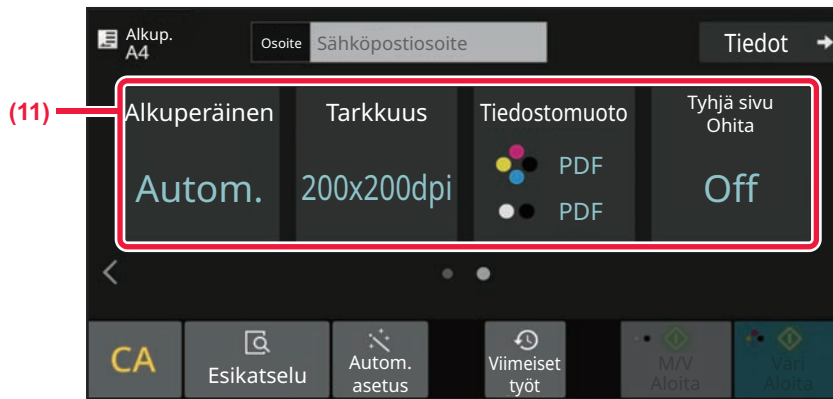 Alkup.
A4
Osoite
Sähköpostiosoite
Tiedot
(11)
Alkuperäinen
Autom.
Tarkkuus
200x200dpi
Tiedostomuoto
PDF
PDF
Tyhjä sivu
Ohita
Off
CA
Esikatselu
Autom.
asetus
Viimeiset
työt
M/V
Aloita
Väri
Aloita